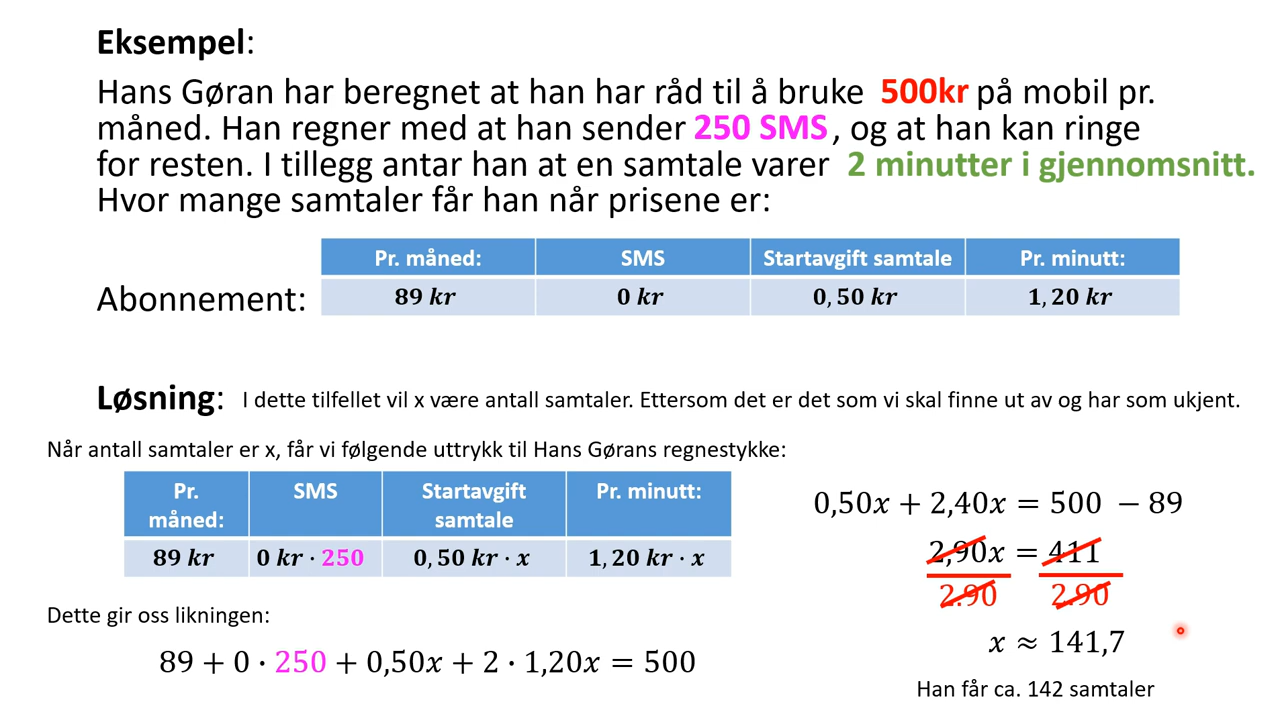 Eksempel:
Hans Gøran har beregnet at han har råd til å bruke 500kr på mobil pr.
måned. Han regner med at han sender 250 SMS, og at han kan ringe
for resten. I tillegg antar han at en samtale varer 2 minutter i gjennomsnitt.
Hvor mange samtaler får han når prisene er:
Pr. måned: SMS Startavgift samtale Pr. minutt:
Abonnement: 89 kr 0 kr 0,50 kr 1,20 kr
Løsning: I dette tilfellet vil x være antall samtaler. Ettersom det er det som vi skal finne ut av og har som ukjent.
Når antall samtaler er x, får vi følgende uttrykk til Hans Gørans regnestykke:
Pr. måned: SMS Startavgift samtale Pr. minutt:
89 kr 0 kr · 250 0,50 kr · x 1,20 kr · x
Dette gir oss likningen:
89 + 0 · 250 + 0,50x + 2 · 1,20x = 500
0,50x + 2,40x = 500 − 89
2,90x = 411
2.90 2.90
x ≈ 141,7
Han får ca. 142 samtaler